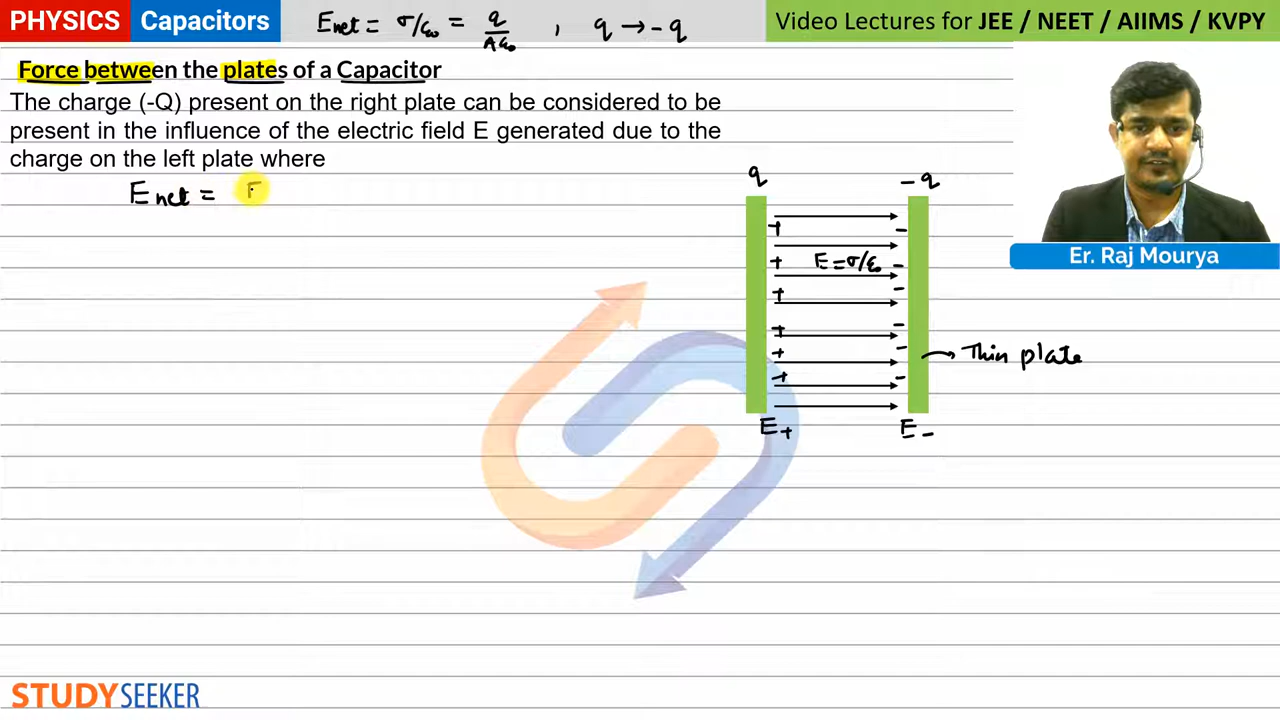 PHYSICS Capacitors Enet = σ/ε₀ = q/Aε₀ , q → -q Video Lectures for JEE / NEET / AIIMS / KVPY
Force between the plates of a Capacitor
The charge (-Q) present on the right plate can be considered to be
present in the influence of the electric field E generated due to the
charge on the left plate where
Enet = E
q -q
+ -
+ E = σ/ε₀ -
+ -
+ -
+ -
+ -
Thin plate
E+ E-
Er. Raj Mourya
STUDYSEEKER